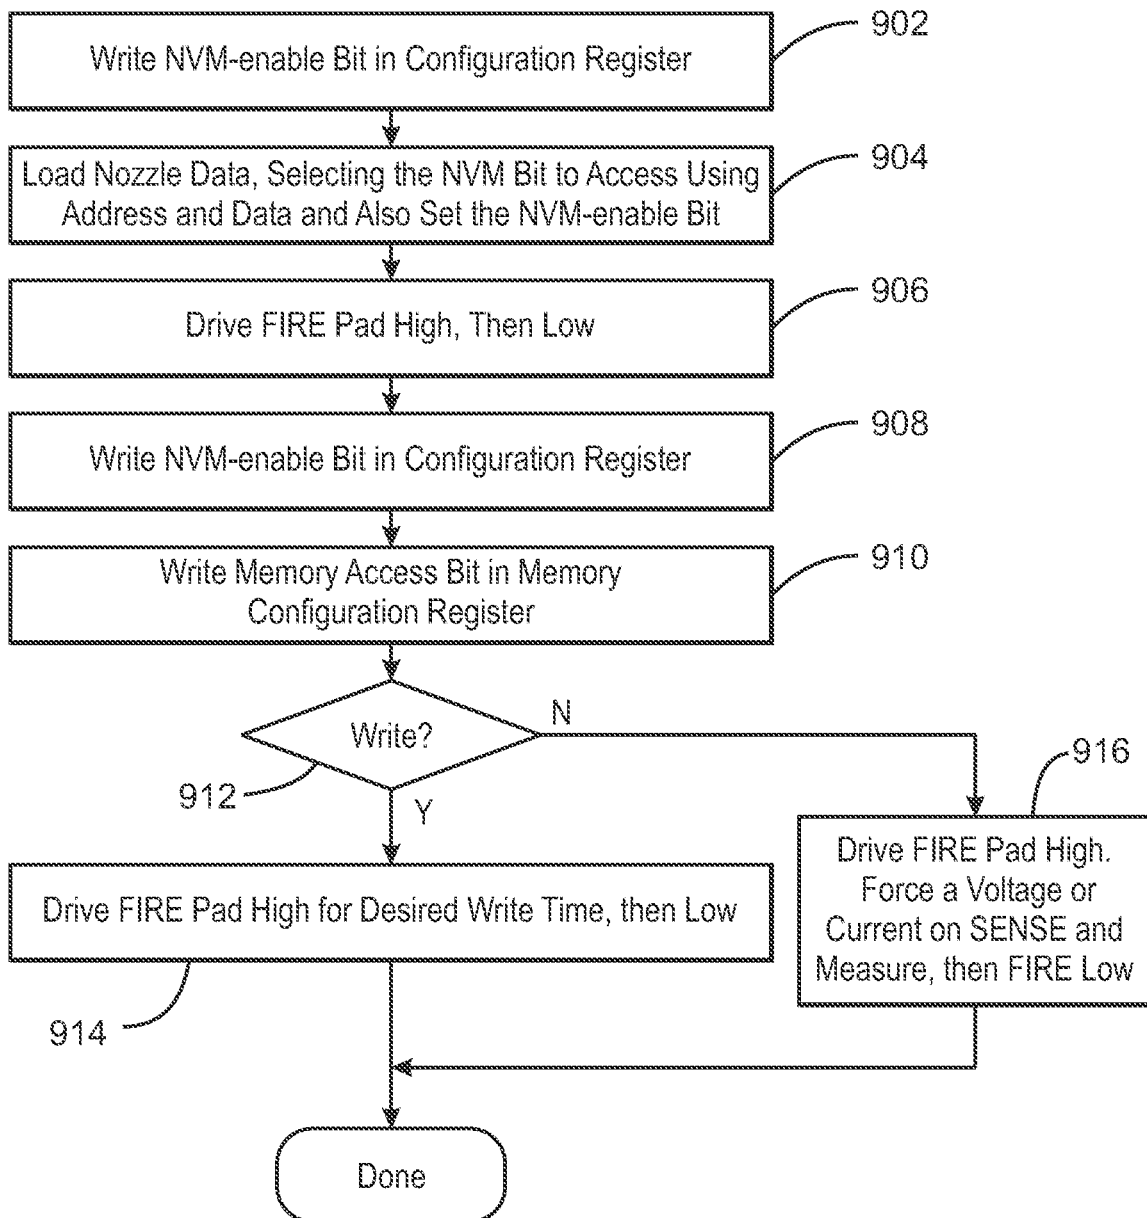 Write NVM-enable Bit in Configuration Register
902
Load Nozzle Data, Selecting the NVM Bit to Access Using
Address and Data and Also Set the NVM-enable Bit
904
Drive FIRE Pad High, Then Low
906
Write NVM-enable Bit in Configuration Register
908
Write Memory Access Bit in Memory
Configuration Register
910
Write?
N
912
Y
916
Drive FIRE Pad High.
Force a Voltage or
Current on SENSE and
Measure, then FIRE Low
Drive FIRE Pad High for Desired Write Time, then Low
914
Done